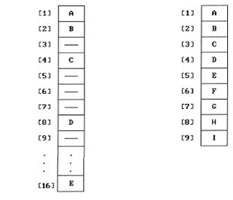 [1] A
[2] B
[3] —
[4] C
[5] —
[6] —
[7] —
[8] D
[9] —
. . .
. . .
. . .
[16] E
[1] A
[2] B
[3] C
[4] D
[5] E
[6] F
[7] G
[8] H
[9] I